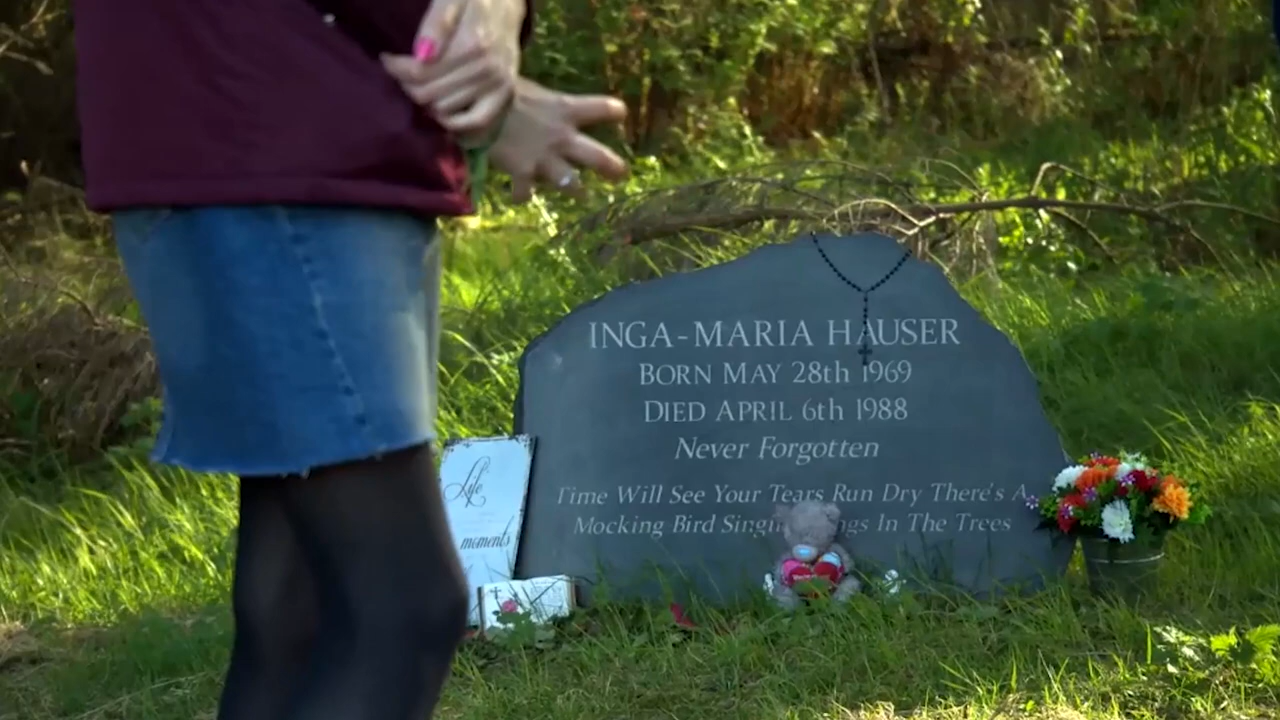 INGA-MARIA HAUSER
BORN MAY 28th 1969
DIED APRIL 6th 1988
Never Forgotten
Time Will See Your Tears Run Dry There's A
Mocking Bird In The Trees
Life
moments